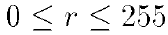 0 ≤ r ≤ 255